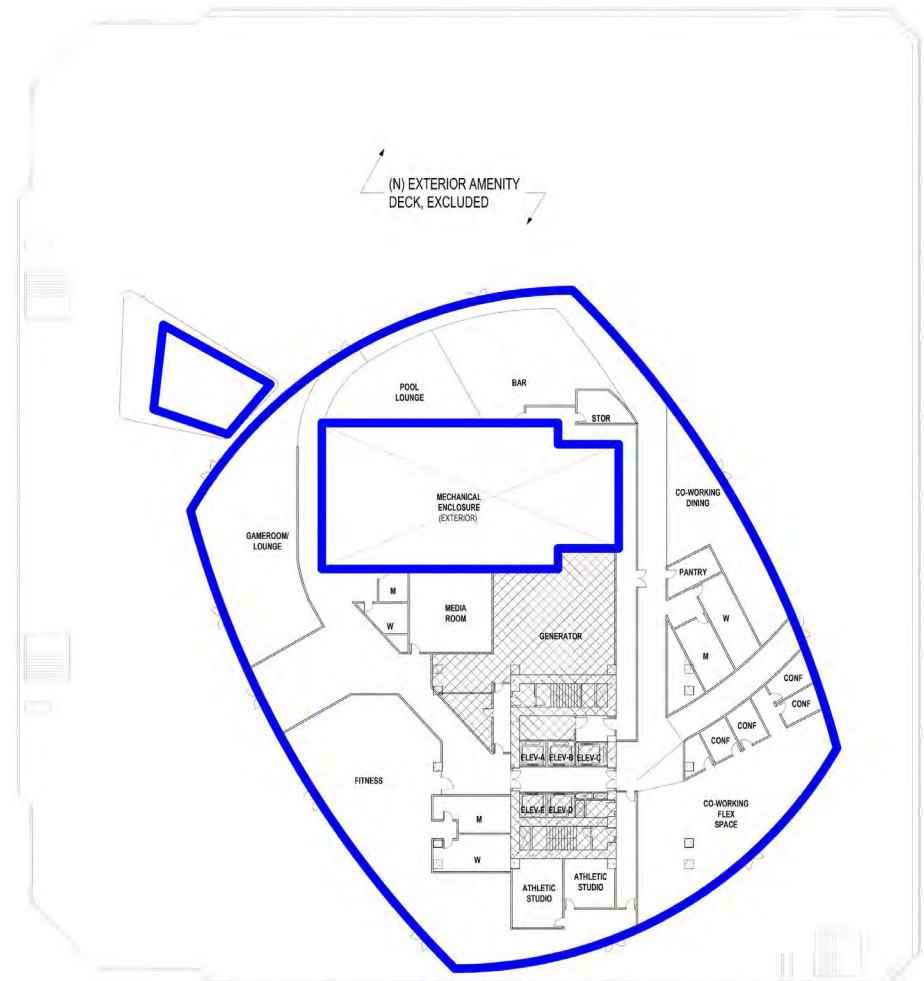 (N) EXTERIOR AMENITY
DECK, EXCLUDED
POOL
LOUNGE
BAR
STOR
MECHANICAL
ENCLOSURE
(EXTERIOR)
CO-WORKING
DINING
GAMEROOM/
LOUNGE
PANTRY
M
W
MEDIA
ROOM
GENERATOR
W
M
CONF
CONF
CONF
CONF
ELEV-A
ELEV-B
ELEV-C
FITNESS
ELEV-E
ELEV-D
M
W
CO-WORKING
FLEX
SPACE
ATHLETIC
STUDIO
ATHLETIC
STUDIO